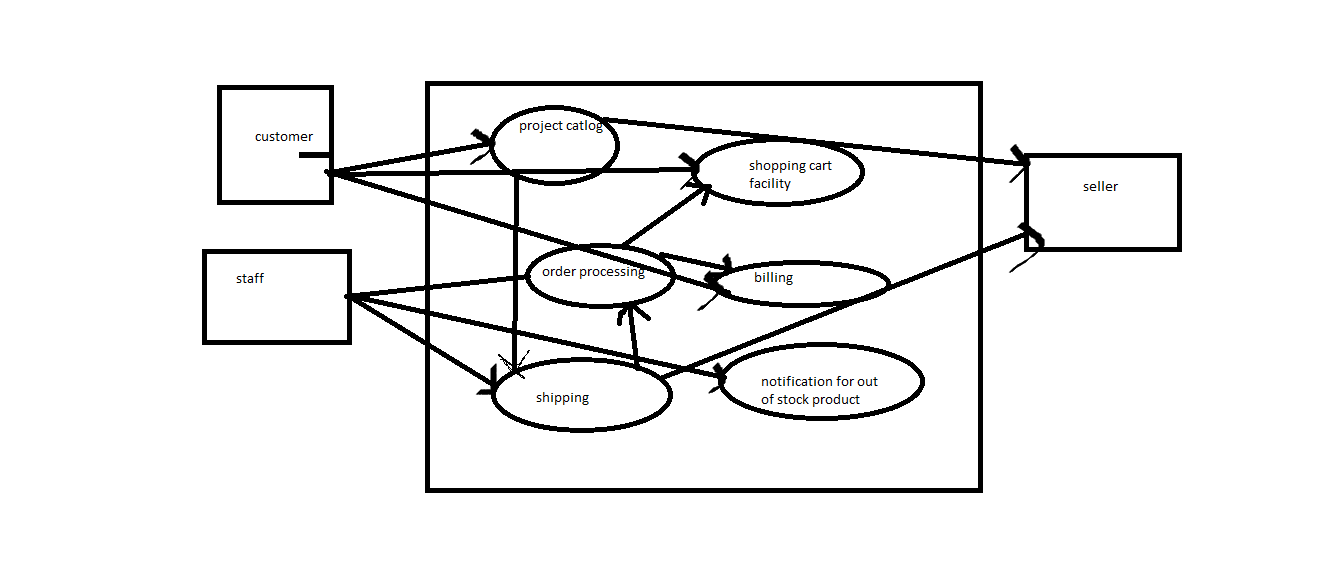 customer
project catlog
shopping cart
facility
seller
staff
order processing
billing
shipping
notification for out
of stock product